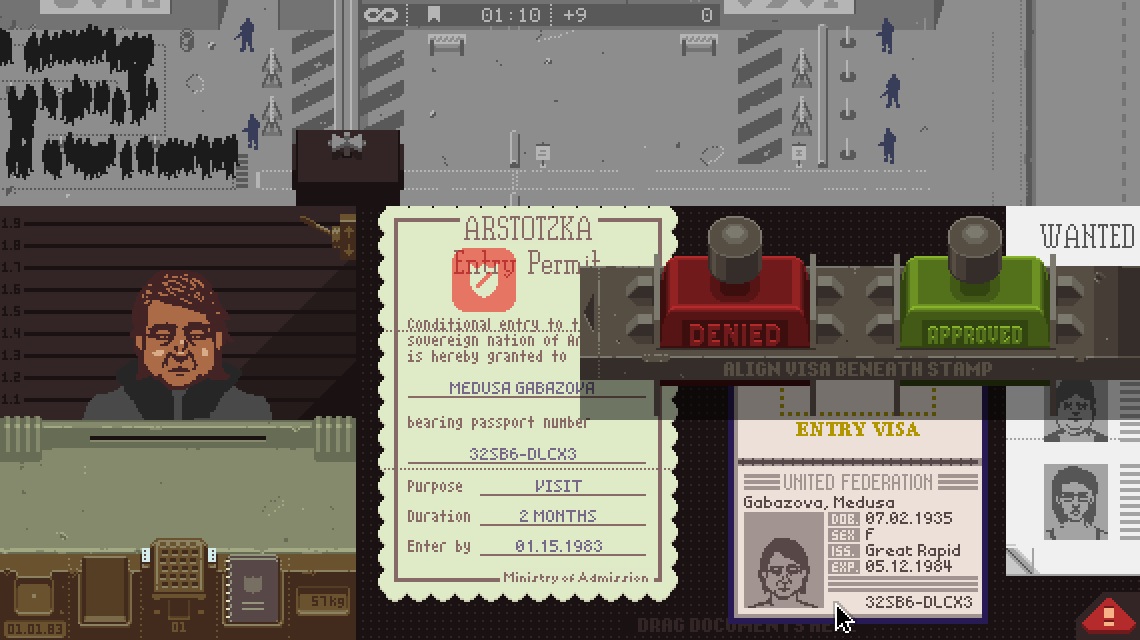 01:10 +9 0
1.9
1.8
1.7
1.6
1.5
1.4
1.3
1.2
1.1
01.01.83
01
57kg
ARSTOTZKA
Entry Permit
Conditional entry to t
sovereign nation of Ar
is hereby granted to
MEDUSA GABAZOVA
bearing passport number
32SB6-DLCX3
Purpose VISIT
Duration 2 MONTHS
Enter by 01.15.1983
Ministry of Admission
DENIED
APPROVED
ALIGN VISA BENEATH STAMP
ENTRY VISA
UNITED FEDERATION
Gabazova, Medusa
DOB. 07.02.1935
SEX F
ISS. Great Rapid
EXP. 05.12.1984
32SB6-DLCX3
WANTED
DRAG DOCUMENTS